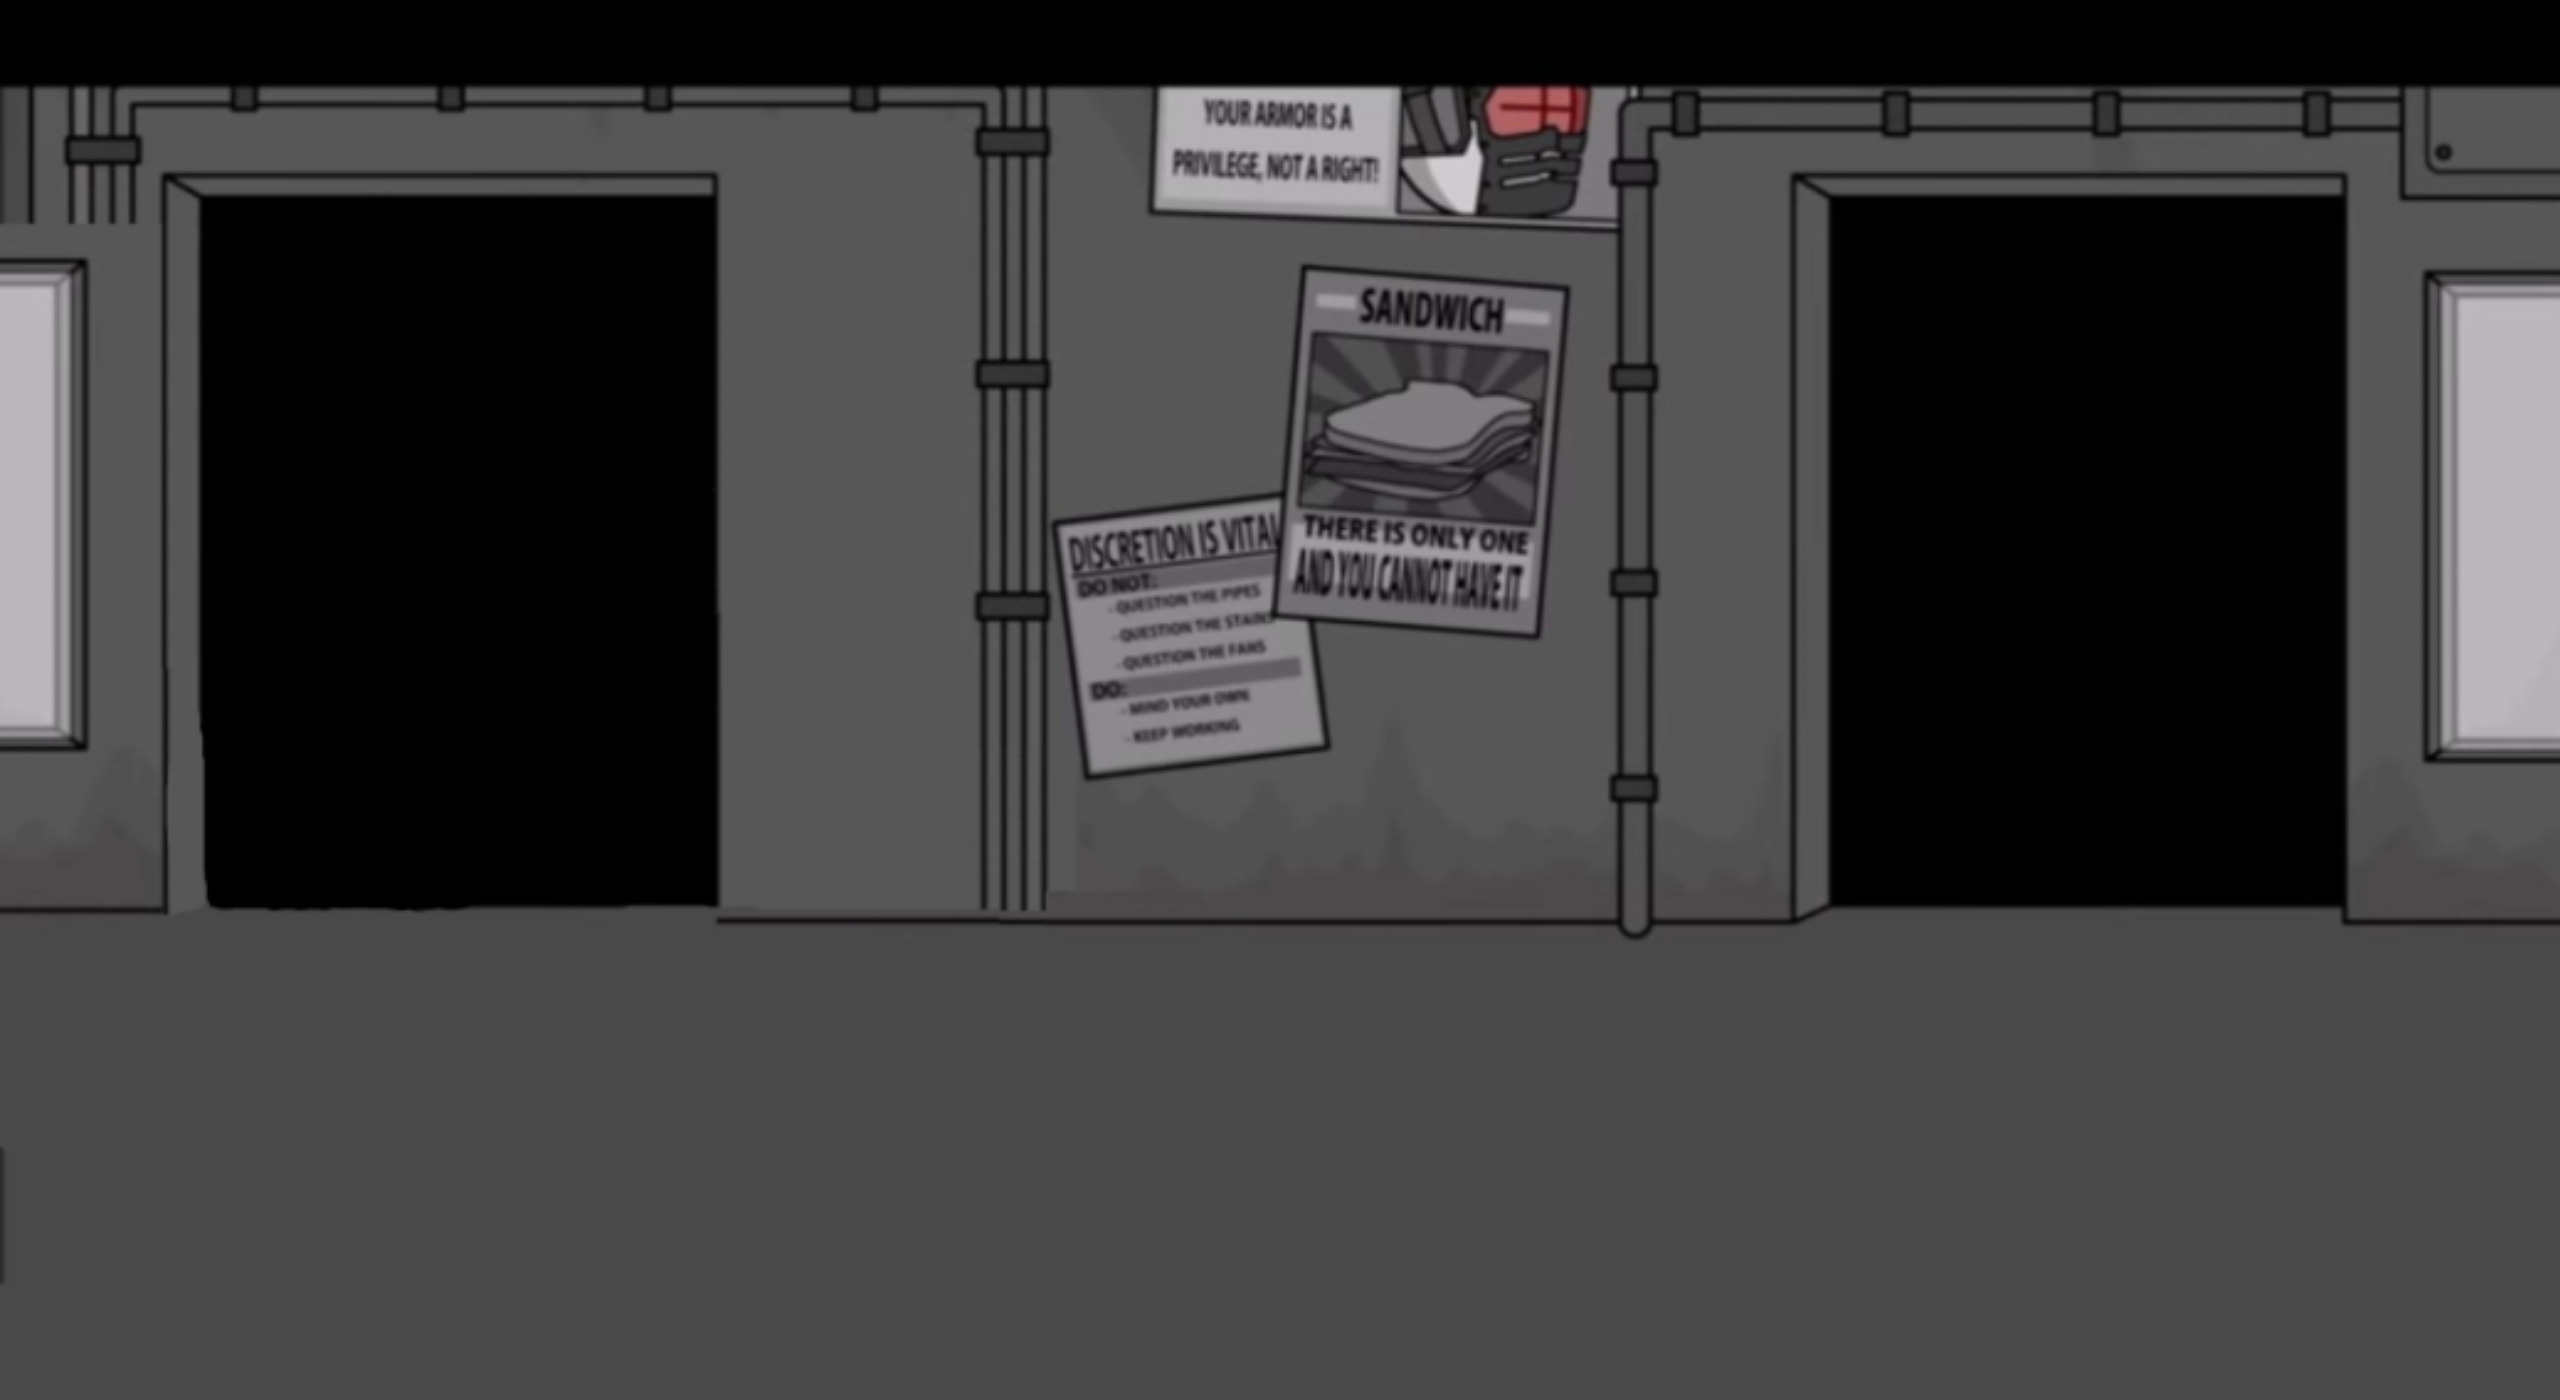 YOUR ARMOR IS A
PRIVILEGE, NOT A RIGHT!
SANDWICH
THERE IS ONLY ONE
AND YOU CANNOT HAVE IT
DISCRETION IS VITAL
DO NOT:
- QUESTION THE PIPES
- QUESTION THE STAINS
- QUESTION THE FANS
DO:
- MIND YOUR OWN
- KEEP WORKING